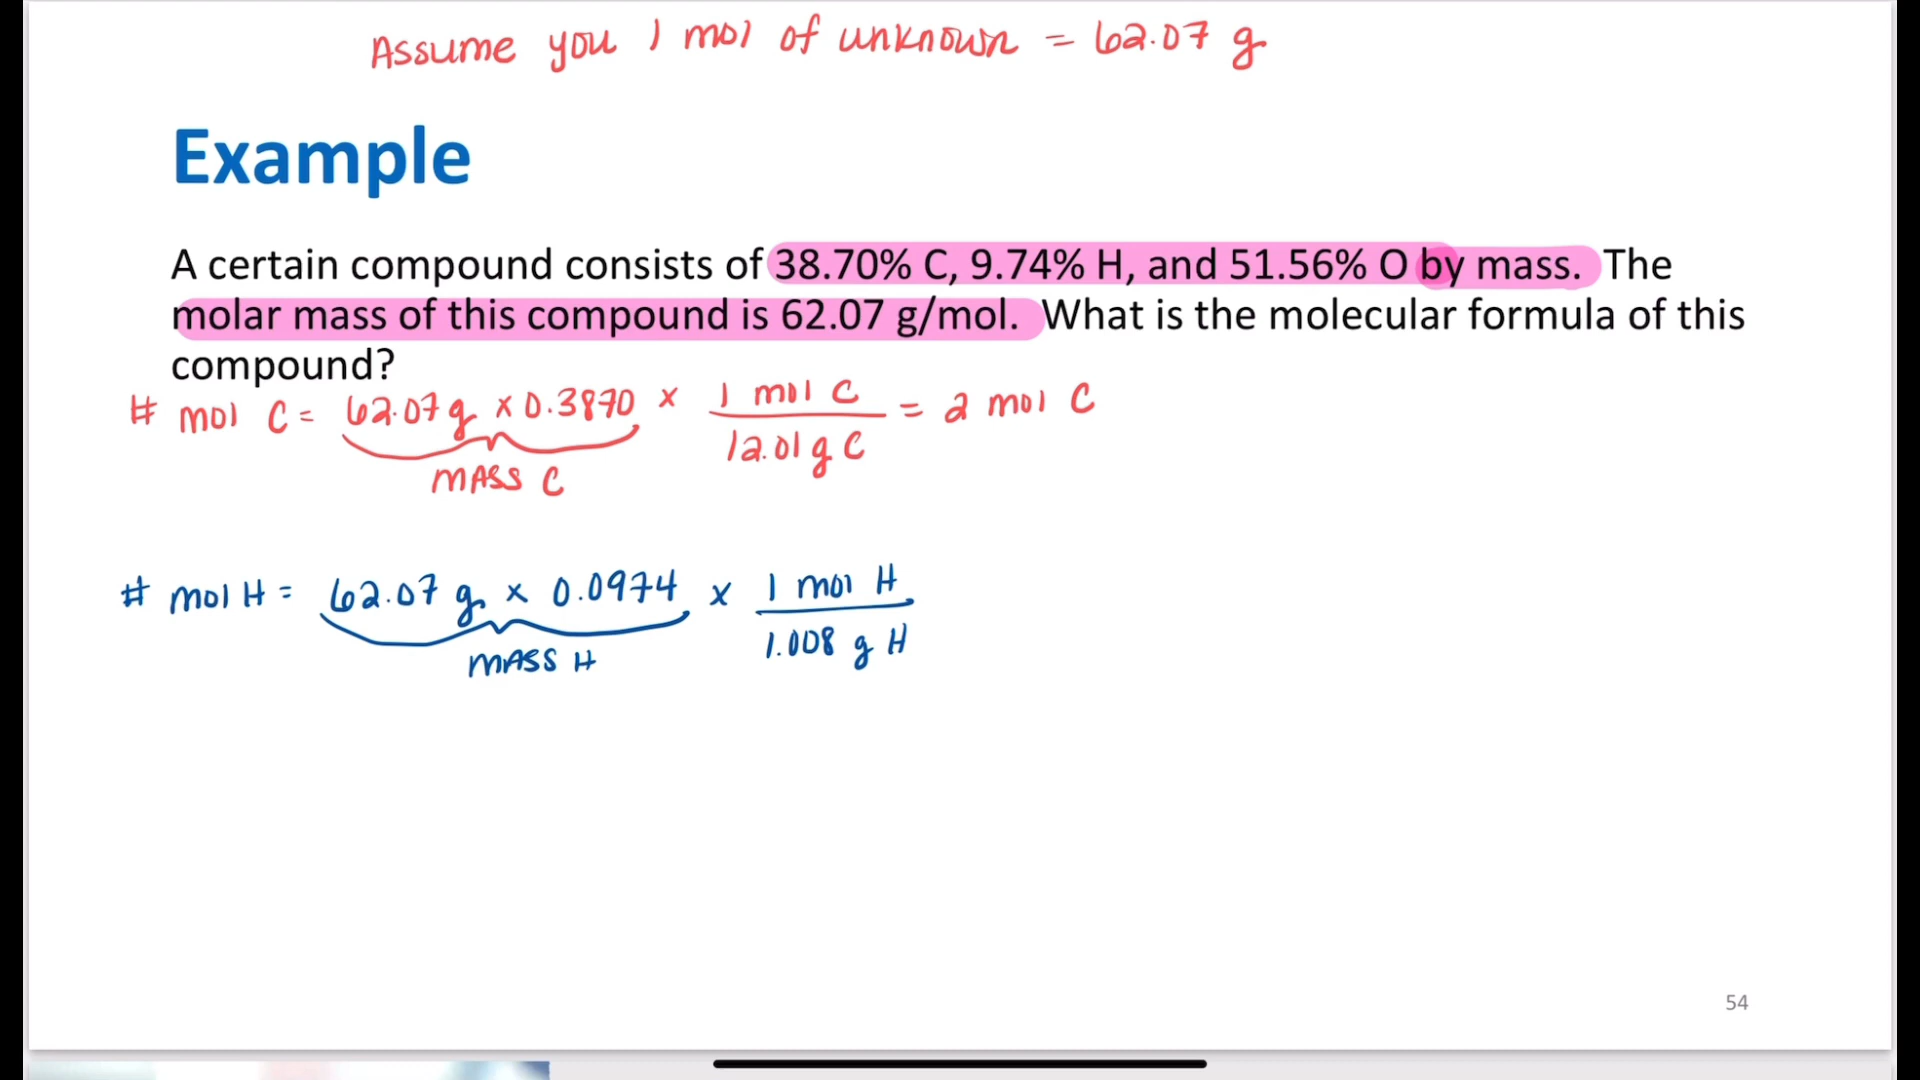 Assume you 1 mol of unknown = 62.07 g
Example
A certain compound consists of 38.70% C, 9.74% H, and 51.56% O by mass. The
molar mass of this compound is 62.07 g/mol. What is the molecular formula of this
compound?
# mol C = 62.07 g × 0.3870 × 1 mol C / 12.01 g C = 2 mol C
MASS C
# mol H = 62.07 g × 0.0974 × 1 mol H / 1.008 g H
MASS H
54